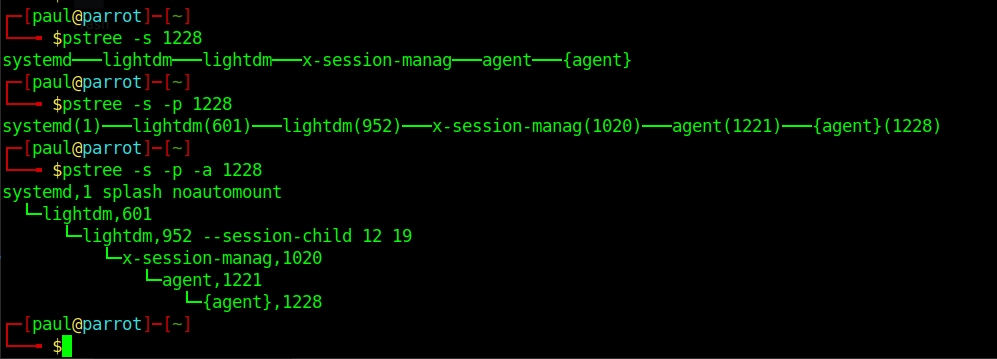 ┌─[paul@parrot]─[~]
└──╼ $pstree -s 1228
systemd───lightdm───lightdm───x-session-manag───agent───{agent}
┌─[paul@parrot]─[~]
└──╼ $pstree -s -p 1228
systemd(1)───lightdm(601)───lightdm(952)───x-session-manag(1020)───agent(1221)───{agent}(1228)
┌─[paul@parrot]─[~]
└──╼ $pstree -s -p -a 1228
systemd,1 splash noautomount
  └─lightdm,601
      └─lightdm,952 --session-child 12 19
          └─x-session-manag,1020
              └─agent,1221
                  └─{agent},1228
┌─[paul@parrot]─[~]
└──╼ $